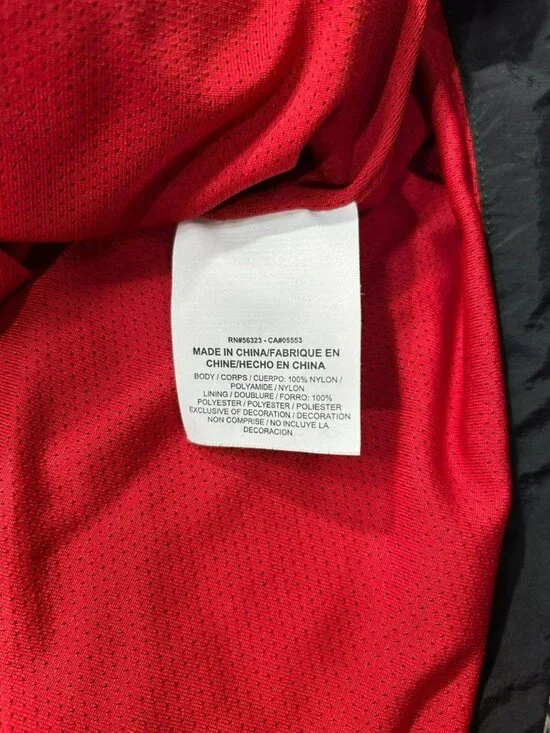 RN#56323 - CA#05553
MADE IN CHINA/FABRIQUE EN
CHINE/HECHO EN CHINA
BODY / CORPS / CUERPO: 100% NYLON /
POLYAMIDE / NYLON
LINING / DOUBLURE / FORRO: 100%
POLYESTER / POLYESTER / POLIESTER
EXCLUSIVE OF DECORATION / DECORATION
NON COMPRISE / NO INCLUYE LA
DECORACION